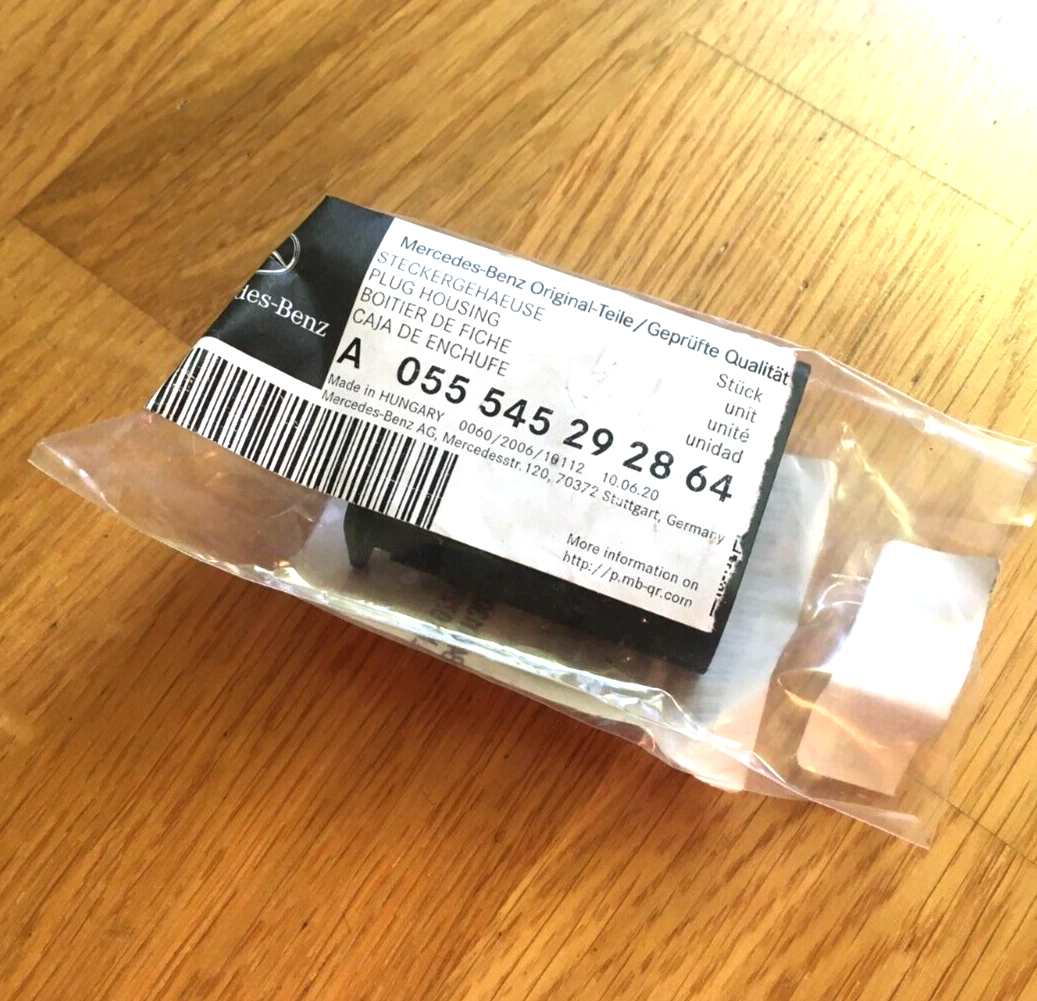 des-Benz
Mercedes-Benz Original-Teile/Geprüfte Qualität
STECKERGEHAEUSE
PLUG HOUSING
BOITIER DE FICHE
CAJA DE ENCHUFE
Stück
unit
unité
unidad
A 055 545 29 28 64
Made in HUNGARY 0060/2006/10112 10.06.20
Mercedes-Benz AG, Mercedesstr. 120, 70372 Stuttgart, Germany
More information on
http://p.mb-qr.com